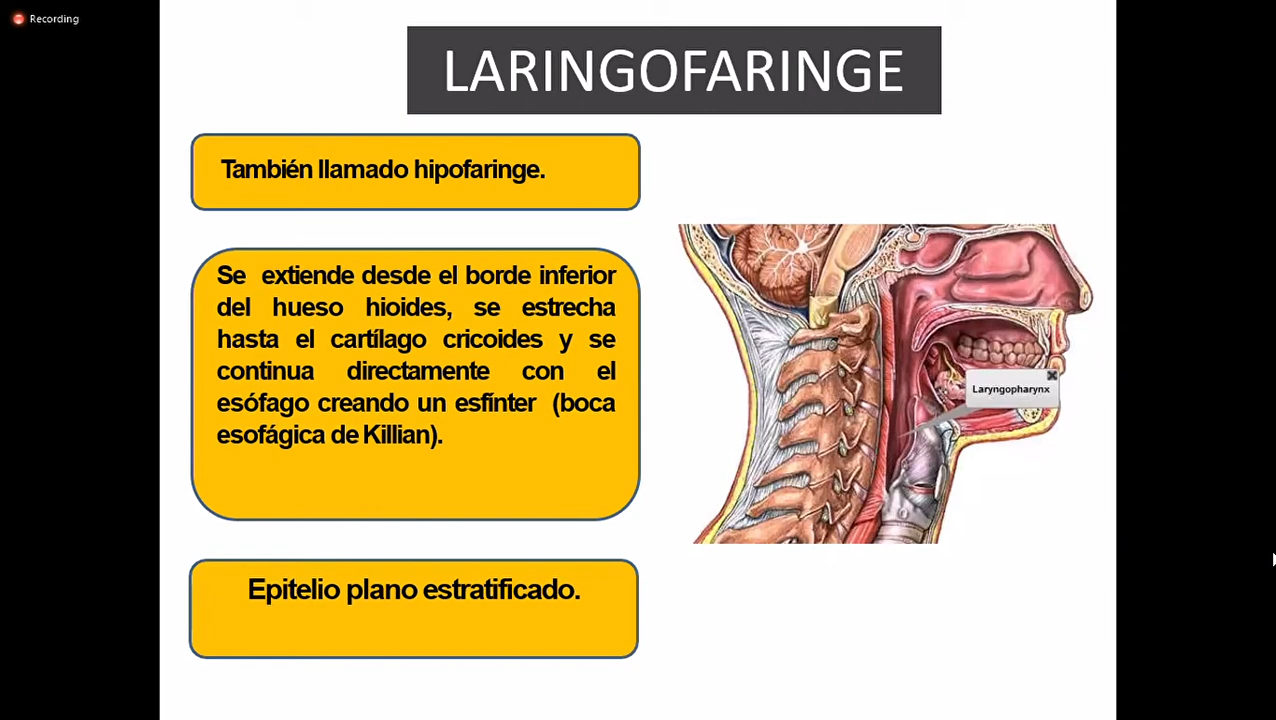 Recording
LARINGOFARINGE
También llamado hipofaringe.
Se extiende desde el borde inferior
del hueso hioides, se estrecha
hasta el cartílago cricoides y se
continua directamente con el
esófago creando un esfínter (boca
esofágica de Killian).
Laryngopharynx
Epitelio plano estratificado.